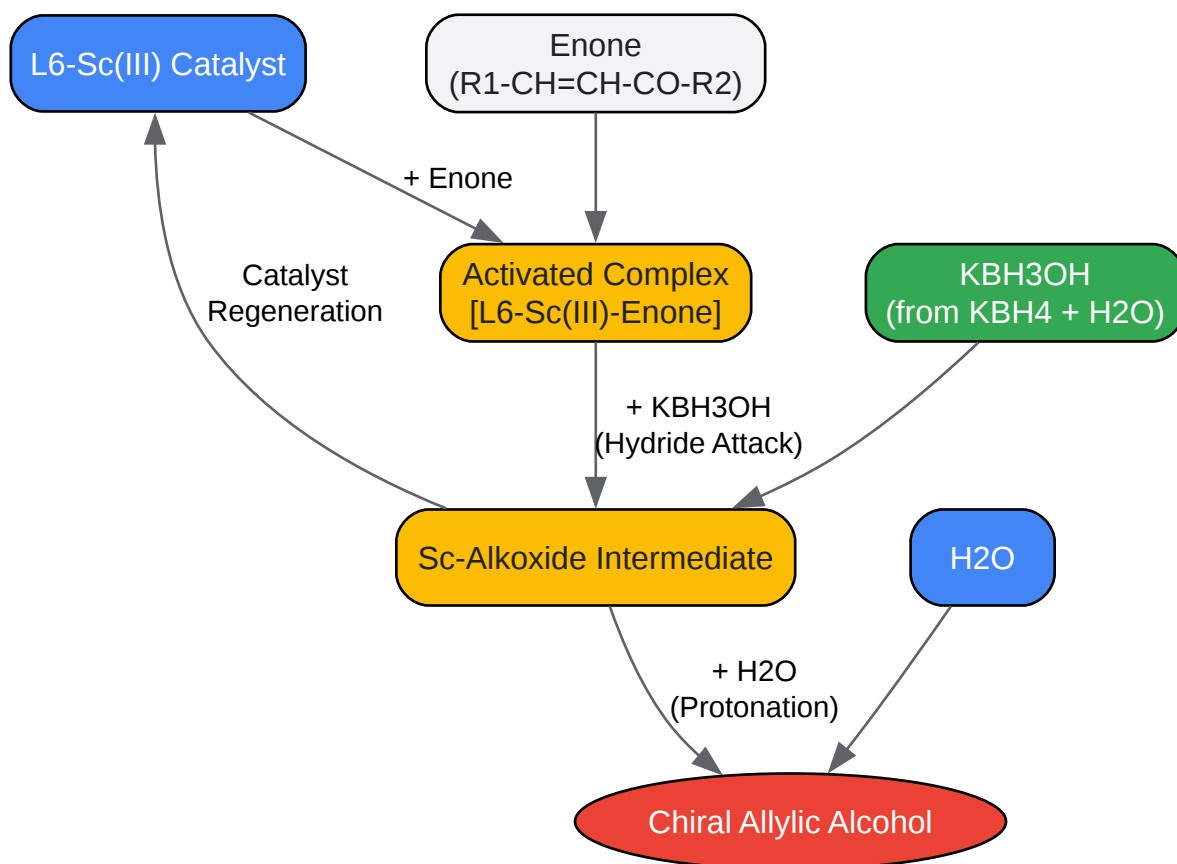 L6-Sc(III) Catalyst
Enone
(R1-CH=CH-CO-R2)
+ Enone
Catalyst
Regeneration
Activated Complex
[L6-Sc(III)-Enone]
KBH3OH
(from KBH4 + H2O)
+ KBH3OH
(Hydride Attack)
Sc-Alkoxide Intermediate
H2O
+ H2O
(Protonation)
Chiral Allylic Alcohol